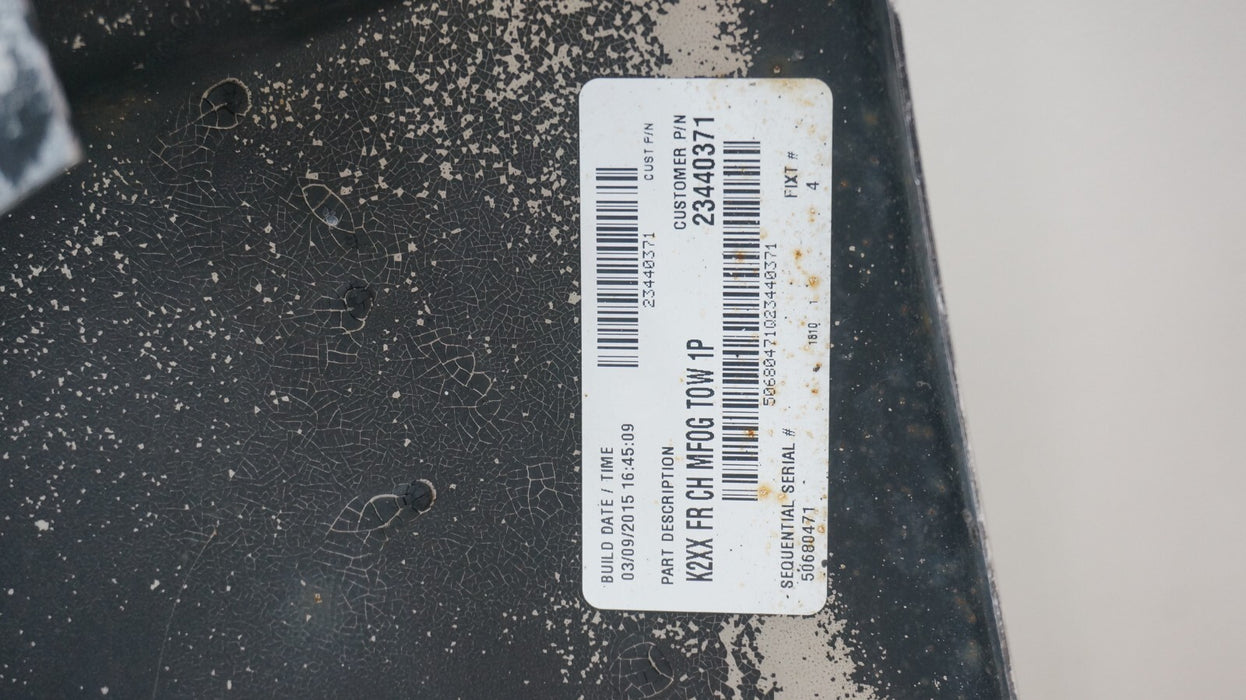 BUILD DATE / TIME
03/09/2015 16:45:09
23440371
CUST P/N
PART DESCRIPTION
CUSTOMER P/N
K2XX FR CH MFOG TOW 1P
23440371
50680471023440371
SEQUENTIAL SERIAL #
FIXT #
50680471
1810
1
4